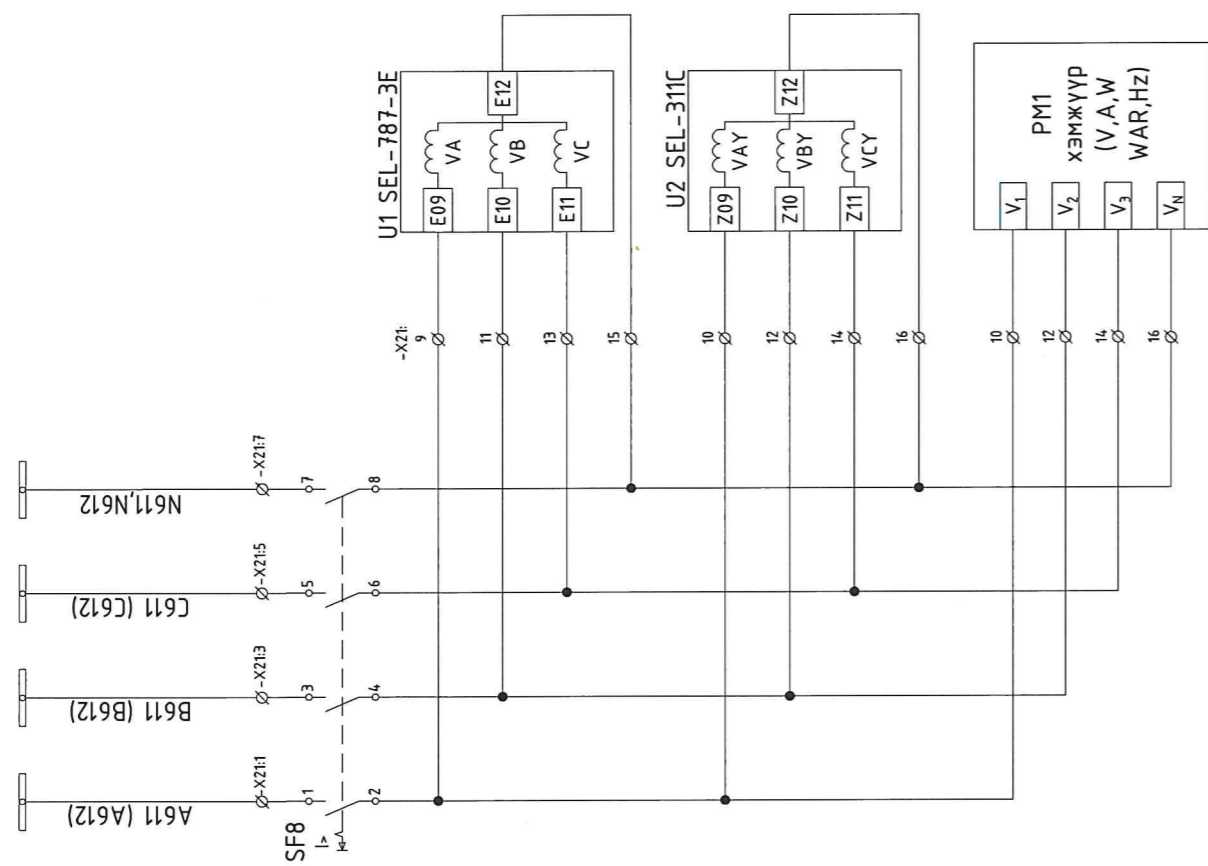 N611,N612
C611 (C612)
B611 (B612)
A611 (A612)
-X21:7
-X21:5
-X21:3
-X21:1
7
8
5
6
3
4
1
2
SF8
I>
-X21:
9
11
13
15
10
12
14
16
10
12
14
16
U1 SEL-787-3E
E09
E10
E11
E12
VA
VB
VC
U2 SEL-311C
Z09
Z10
Z11
Z12
VAY
VBY
VCY
PM1
хэмжүүр
(V,A,W
WAR,Hz)
V1
V2
V3
VN